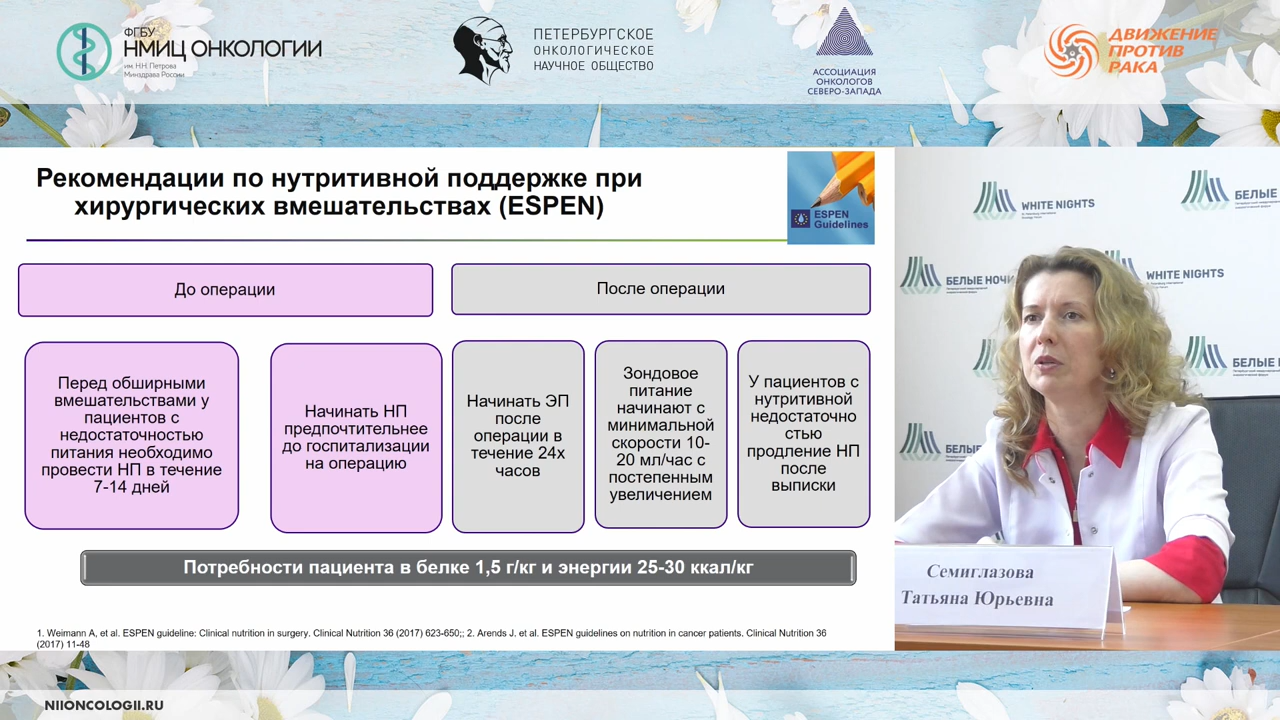 ФГБУ
НМИЦ ОНКОЛОГИИ
им. Н.Н. Петрова
Минздрава России
ПЕТЕРБУРГСКОЕ
ОНКОЛОГИЧЕСКОЕ
НАУЧНОЕ ОБЩЕСТВО
АССОЦИАЦИЯ
ОНКОЛОГОВ
СЕВЕРО-ЗАПАДА
ДВИЖЕНИЕ
ПРОТИВ
РАКА
Рекомендации по нутритивной поддержке при
хирургических вмешательствах (ESPEN)
ESPEN
Guidelines
До операции
После операции
Перед обширными
вмешательствами у
пациентов с
недостаточностью
питания необходимо
провести НП в течение
7-14 дней
Начинать НП
предпочтительнее
до госпитализации
на операцию
Начинать ЭП
после
операции в
течение 24х
часов
Зондовое
питание
начинают с
минимальной
скорости 10-
20 мл/час с
постепенным
увеличением
У пациентов с
нутритивной
недостаточно
стью
продление НП
после
выписки
Потребности пациента в белке 1,5 г/кг и энергии 25-30 ккал/кг
1. Weimann A, et al. ESPEN guideline: Clinical nutrition in surgery. Clinical Nutrition 36 (2017) 623-650;; 2. Arends J. et al. ESPEN guidelines on nutrition in cancer patients. Clinical Nutrition 36
(2017) 11-48
WHITE NIGHTS
БЕЛЫЕ
БЕЛЫЕ НОЧИ
WHITE NIGHTS
БЕЛЫЕ
БЕЛЫЕ
Семиглазова
Татьяна Юрьевна
NIIONCOLOGII.RU